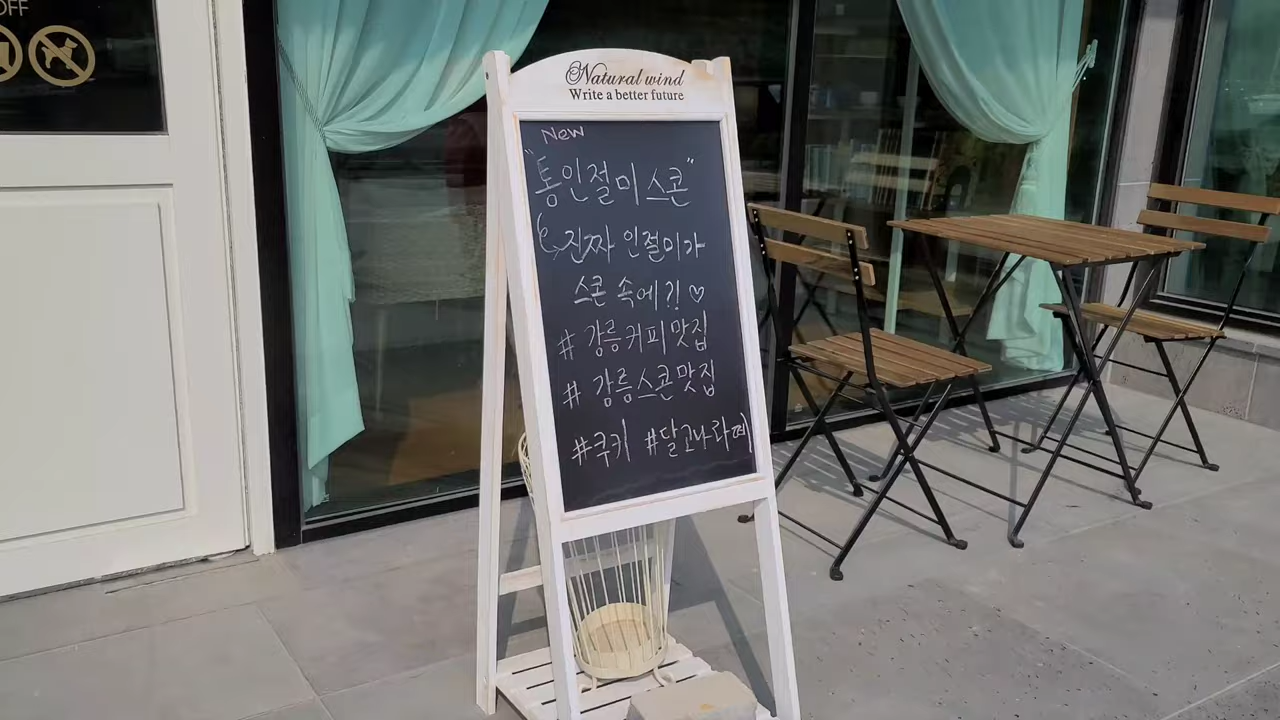 OFF
Natural wind
Write a better future
New
"통인절미 스콘"
진짜 인절미가
스콘 속에?! ♡
# 강릉커피맛집
# 강릉스콘맛집
#쿠키 #달고나라떼